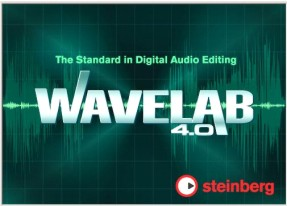 The Standard in Digital Audio Editing
WAVELAB
4.0
steinberg